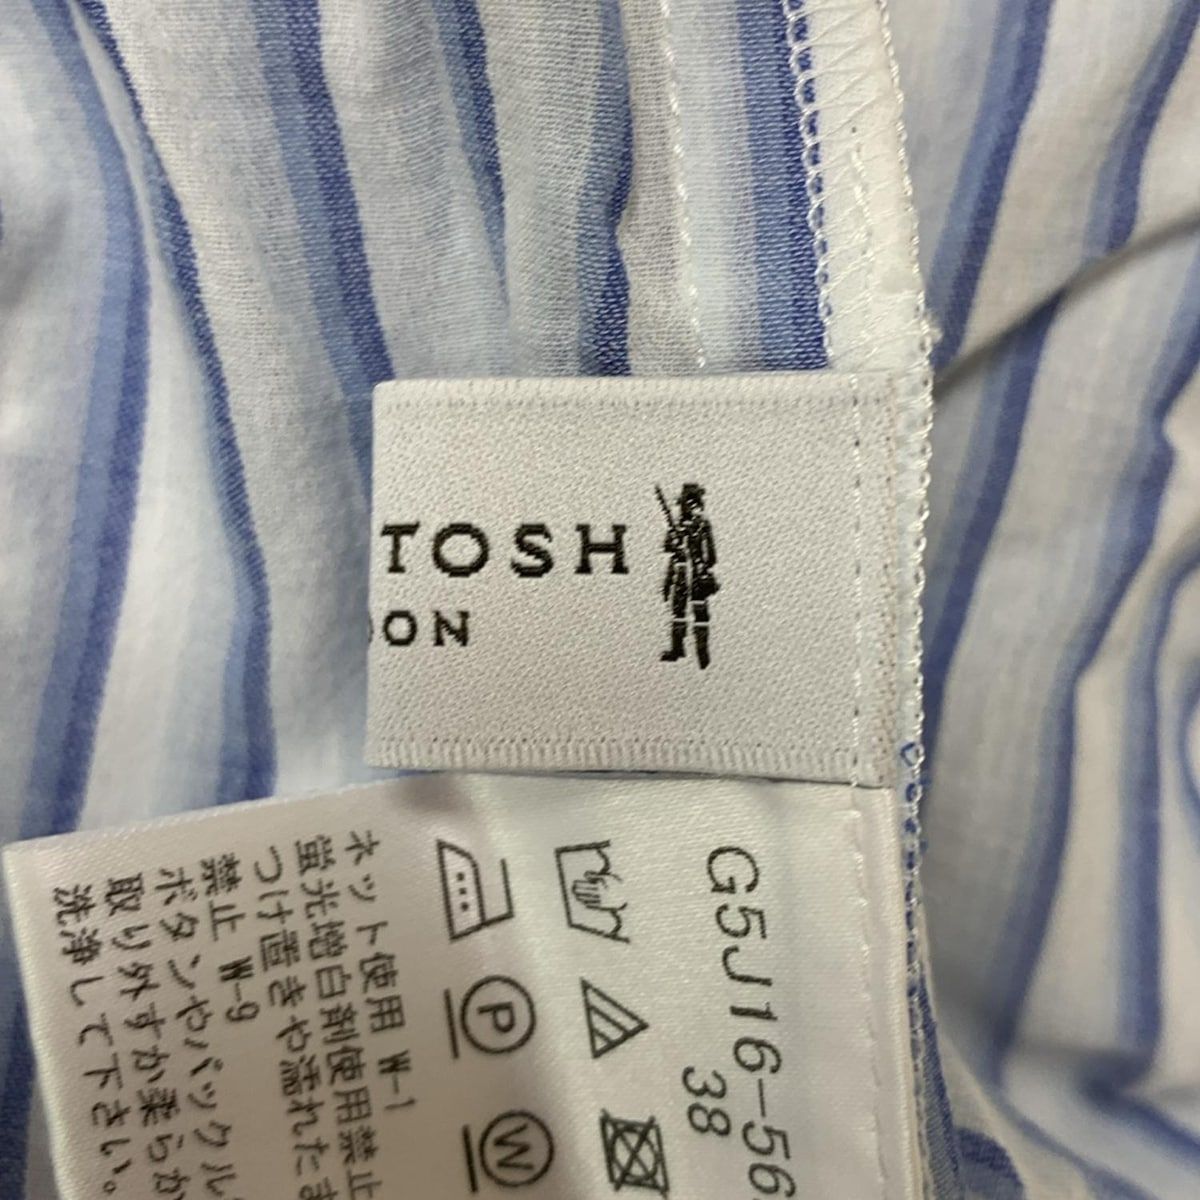 TOSH
ON
G5J16-56
38
P
W
ネット使用 W-1
蛍光増白剤使用禁止
つけ置きや濡れたま
禁止 W-9
ボタンやバックル
取り外すか柔らか
洗浄して下さい。